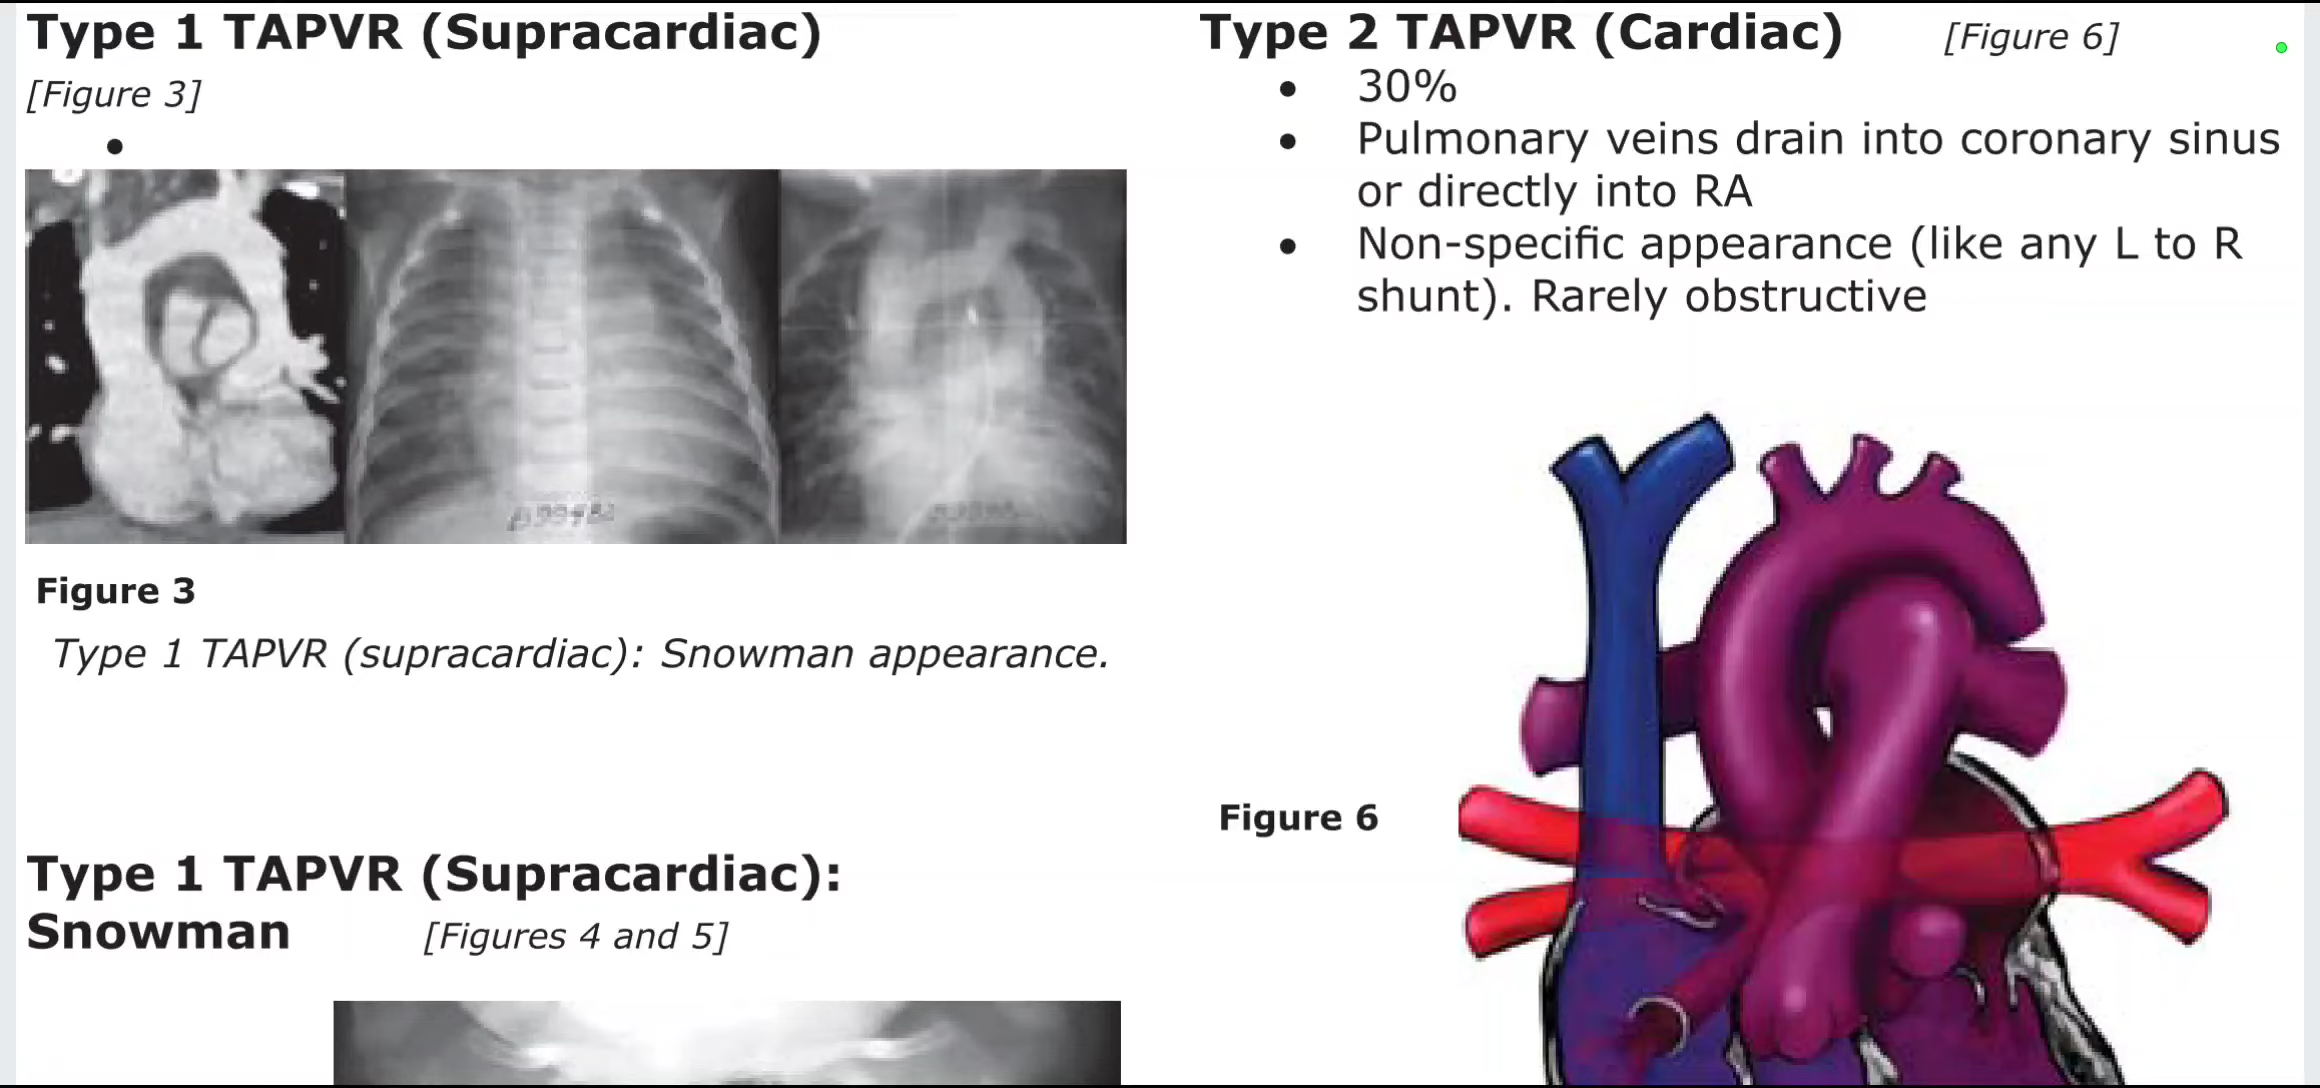 Type 1 TAPVR (Supracardiac)
[Figure 3]
•
Figure 3
Type 1 TAPVR (supracardiac): Snowman appearance.
Type 1 TAPVR (Supracardiac):
Snowman [Figures 4 and 5]
Type 2 TAPVR (Cardiac) [Figure 6]
• 30%
• Pulmonary veins drain into coronary sinus
or directly into RA
• Non-specific appearance (like any L to R
shunt). Rarely obstructive
Figure 6